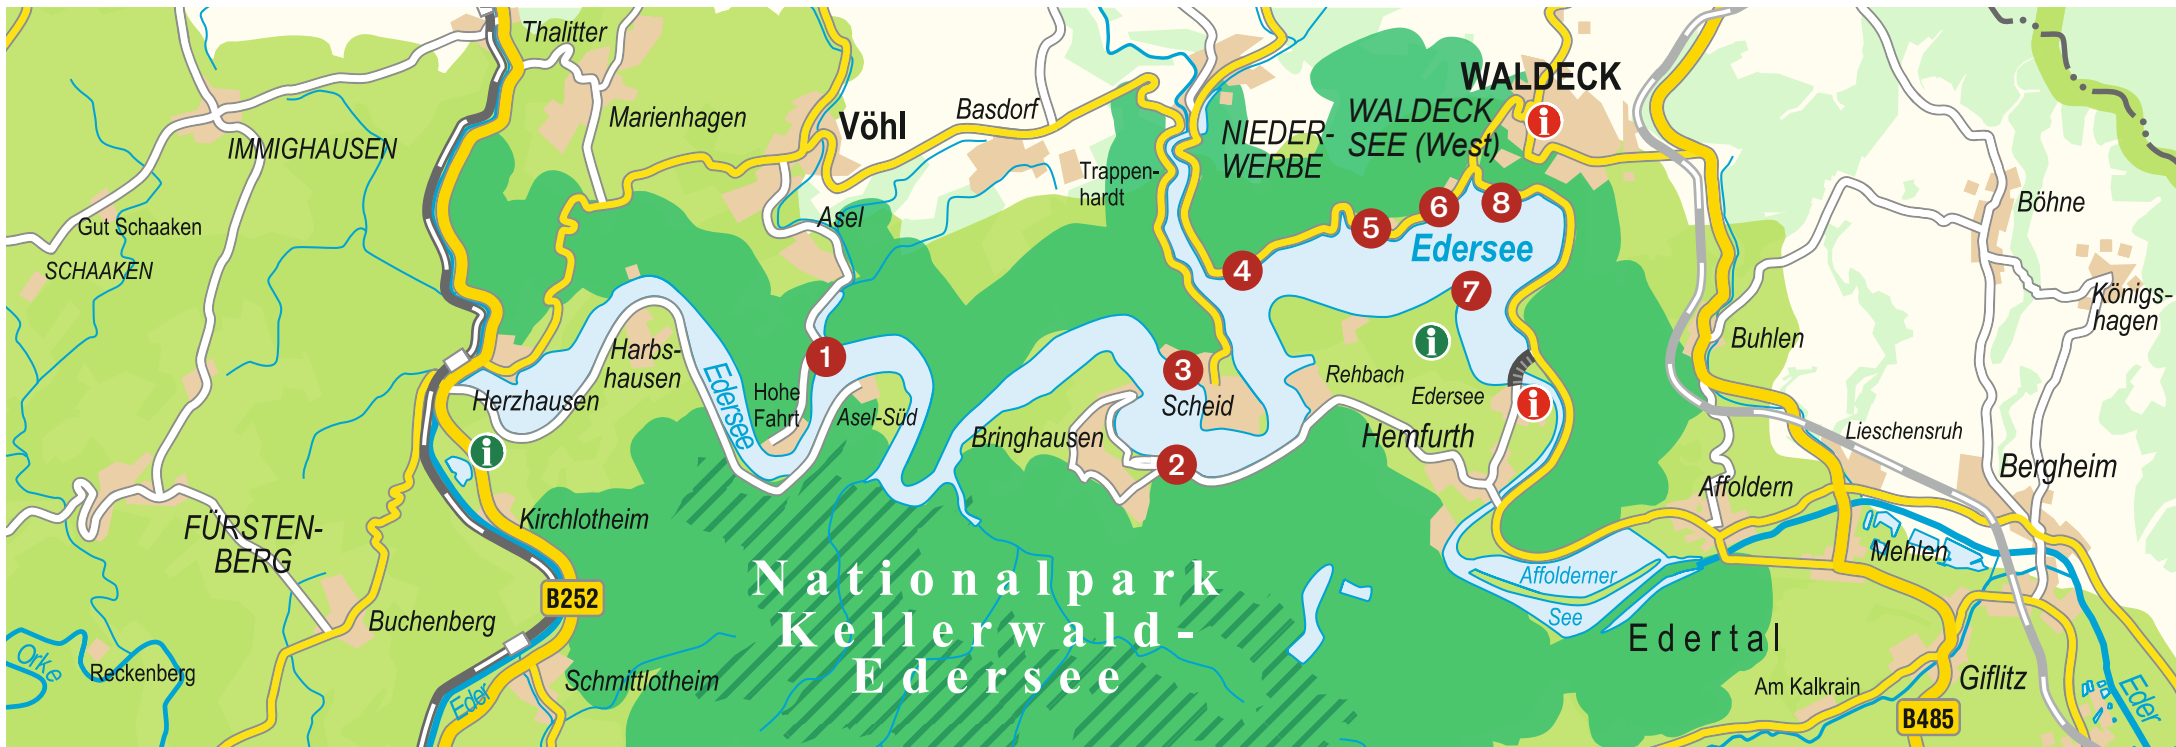 Thalitter
Marienhagen
Vöhl
Basdorf
IMMIGHAUSEN
Gut Schaaken
SCHAAKEN
Asel
Trappen-
hardt
NIEDER-
WERBE
WALDECK
SEE (West)
WALDECK
i
Böhne
Königs-
hagen
Buhlen
8
6
5
Edersee
4
7
i
1
3
2
Harbs-
hausen
Herzhausen
Edersee
Hohe
Fahrt
Asel-Süd
Scheid
Bringhausen
Rehbach
Edersee
i
Hemfurth
Lieschensruh
Bergheim
Affoldern
Mehlen
i
Kirchlotheim
FÜRSTEN-
BERG
B252
Buchenberg
Orke
Reckenberg
Eder
Schmittlotheim
Nationalpark
Kellerwald-
Edersee
Affolderner
See
Edertal
Am Kalkrain
Giflitz
B485
Eder